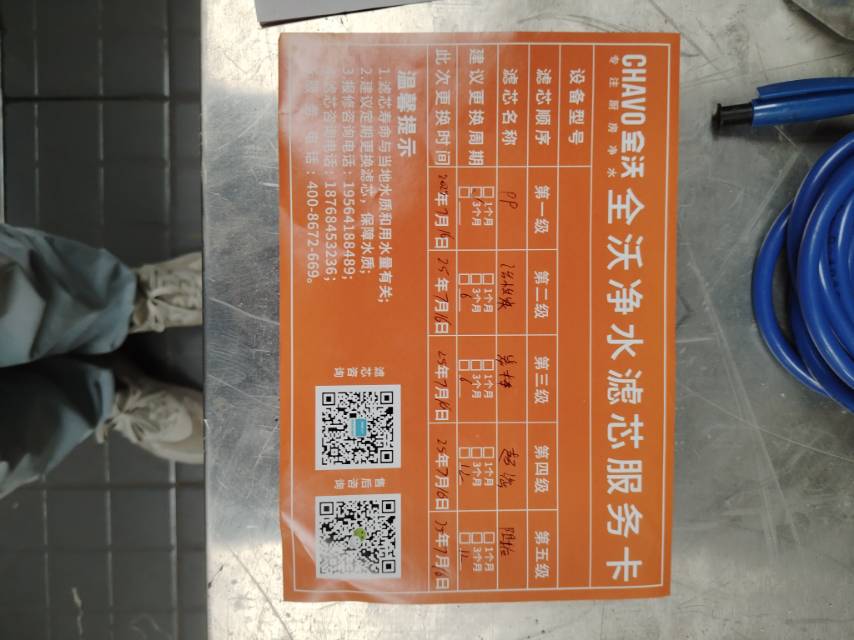 CHAVO全沃 全沃净水滤芯服务卡
专注厨房净水
设备型号
滤芯顺序 第一级 第二级 第三级 第四级 第五级
滤芯名称 PP 超滤 阻垢
建议更换周期 1个月 3个月 1个月 3个月 6 1个月 3个月 6 1个月 3个月 12 1个月 3个月 12
此次更换时间 年7月16日 25年7月16日 25年7月16日 25年7月16日 25年7月16日
温馨提示
1.滤芯寿命与当地水质和用水量有关;
2.建议定期更换滤芯，保障水质;
3.报修咨询电话:19564188489;
滤芯咨询电话:18768453236;
服务电话:400-8672-669。
滤芯咨询
售后咨询